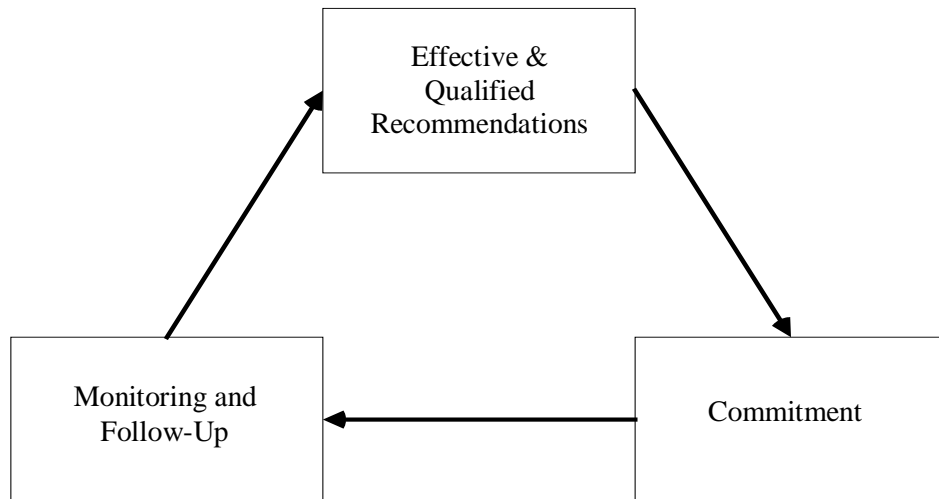 Effective &
Qualified
Recommendations
Monitoring and
Follow-Up
Commitment